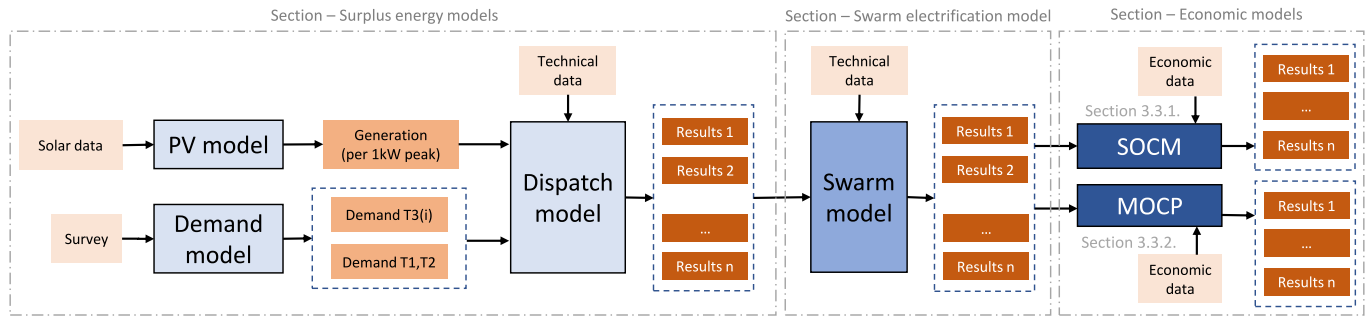 Section – Surplus energy models
Section – Swarm electrification model
Section – Economic models
Solar data
PV model
Generation
(per 1kW peak)
Survey
Demand
model
Demand T3(i)
Demand T1,T2
Technical
data
Dispatch
model
Results 1
Results 2
...
Results n
Technical
data
Swarm
model
Results 1
Results 2
...
Results n
Economic
data
Section 3.3.1.
SOCM
Results 1
...
Results n
MOCP
Section 3.3.2.
Economic
data
Results 1
...
Results n